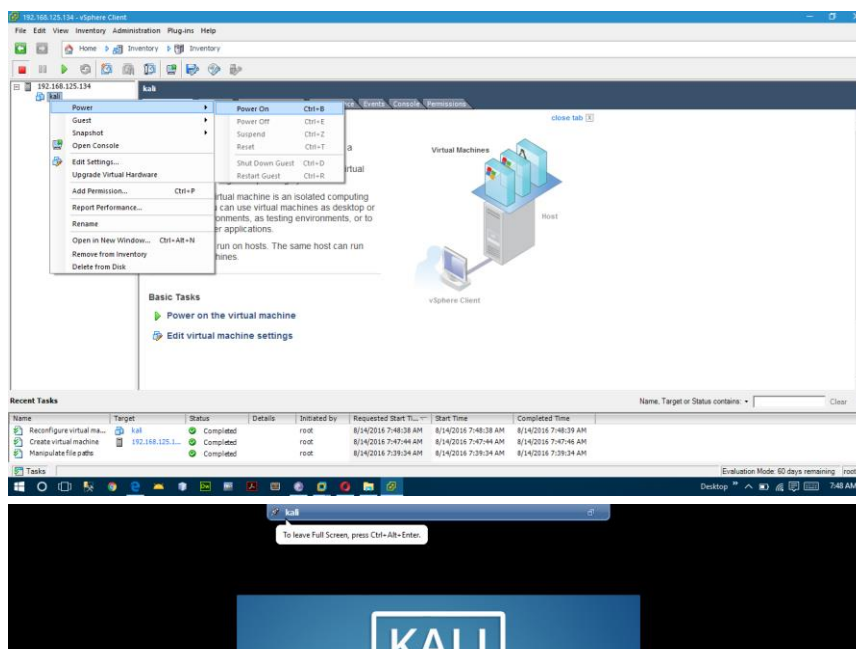 192.168.125.134 - vSphere Client
File Edit View Inventory Administration Plug-ins Help
Home Inventory Inventory
192.168.125.134
kali
kali
ce Events Console Permissions
Power
Guest
Snapshot
Open Console
Edit Settings...
Upgrade Virtual Hardware
Add Permission... Ctrl+P
Report Performance...
Rename
Open in New Window... Ctrl+Alt+N
Remove from Inventory
Delete from Disk
Power On Ctrl+B
Power Off Ctrl+E
Suspend Ctrl+Z
Reset Ctrl+T
Shut Down Guest Ctrl+D
Restart Guest Ctrl+R
close tab
a
irtual
irtual machine is an isolated computing
can use virtual machines as desktop or
onments, as testing environments, or to
er applications.
run on hosts. The same host can run
hines.
Virtual Machines
Host
vSphere Client
Basic Tasks
Power on the virtual machine
Edit virtual machine settings
Recent Tasks
Name, Target or Status contains: Clear
Name Target Status Details Initiated by Requested Start Ti... Start Time Completed Time
Reconfigure virtual ma... kali Completed root 8/14/2016 7:48:38 AM 8/14/2016 7:48:38 AM 8/14/2016 7:48:39 AM
Create virtual machine 192.168.125.1... Completed root 8/14/2016 7:47:44 AM 8/14/2016 7:47:44 AM 8/14/2016 7:47:46 AM
Manipulate file paths Completed root 8/14/2016 7:39:34 AM 8/14/2016 7:39:34 AM 8/14/2016 7:39:34 AM
Tasks Evaluation Mode: 60 days remaining root
Desktop 7:48 AM
kali
To leave Full Screen, press Ctrl+Alt+Enter.
KALI